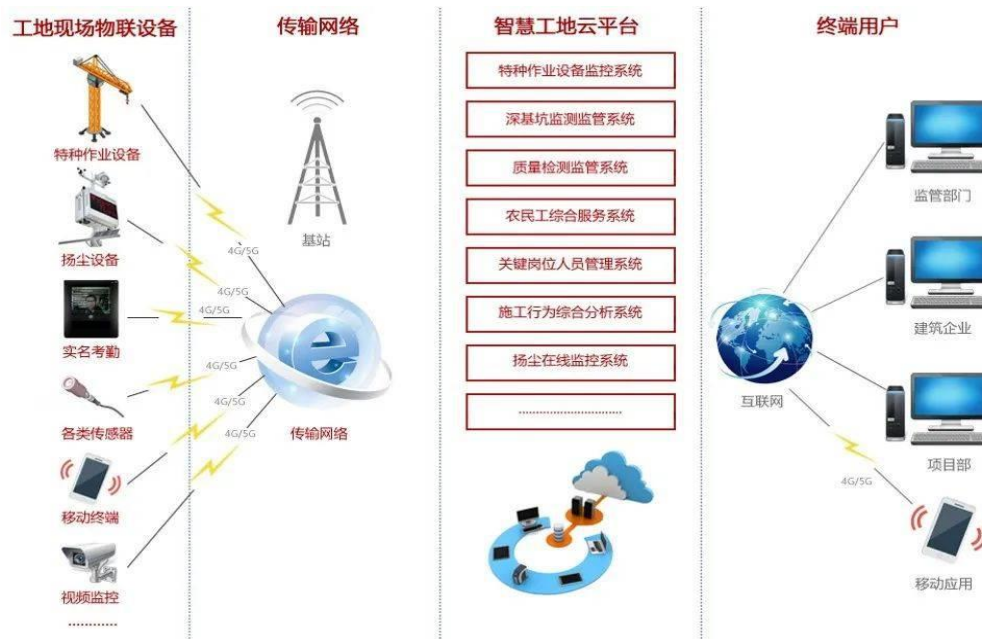 工地现场物联设备
特种作业设备
扬尘设备
实名考勤
各类传感器
移动终端
视频监控
............
传输网络
基站
4G/5G
4G/5G
4G/5G
4G/5G
4G/5G
4G/5G
传输网络
智慧工地云平台
特种作业设备监控系统
深基坑监测监管系统
质量检测监管系统
农民工综合服务系统
关键岗位人员管理系统
施工行为综合分析系统
扬尘在线监控系统
..............................
终端用户
监管部门
建筑企业
互联网
项目部
4G/5G
移动应用